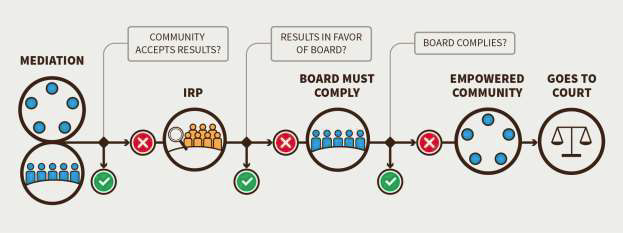 COMMUNITY
ACCEPTS RESULTS?
RESULTS IN FAVOR
OF BOARD?
BOARD COMPLIES?
MEDIATION
IRP
BOARD MUST
COMPLY
EMPOWERED
COMMUNITY
GOES TO
COURT